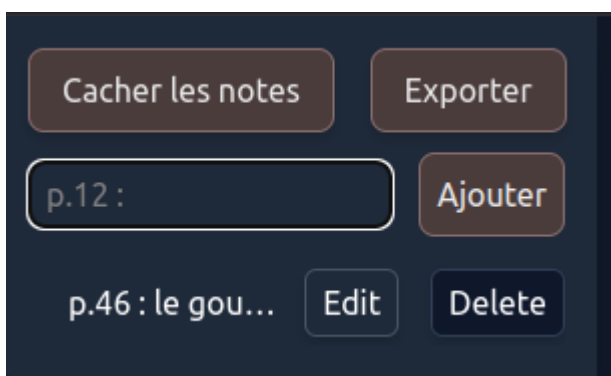 Cacher les notes Exporter
p.12 : Ajouter
p.46 : le gou... Edit Delete